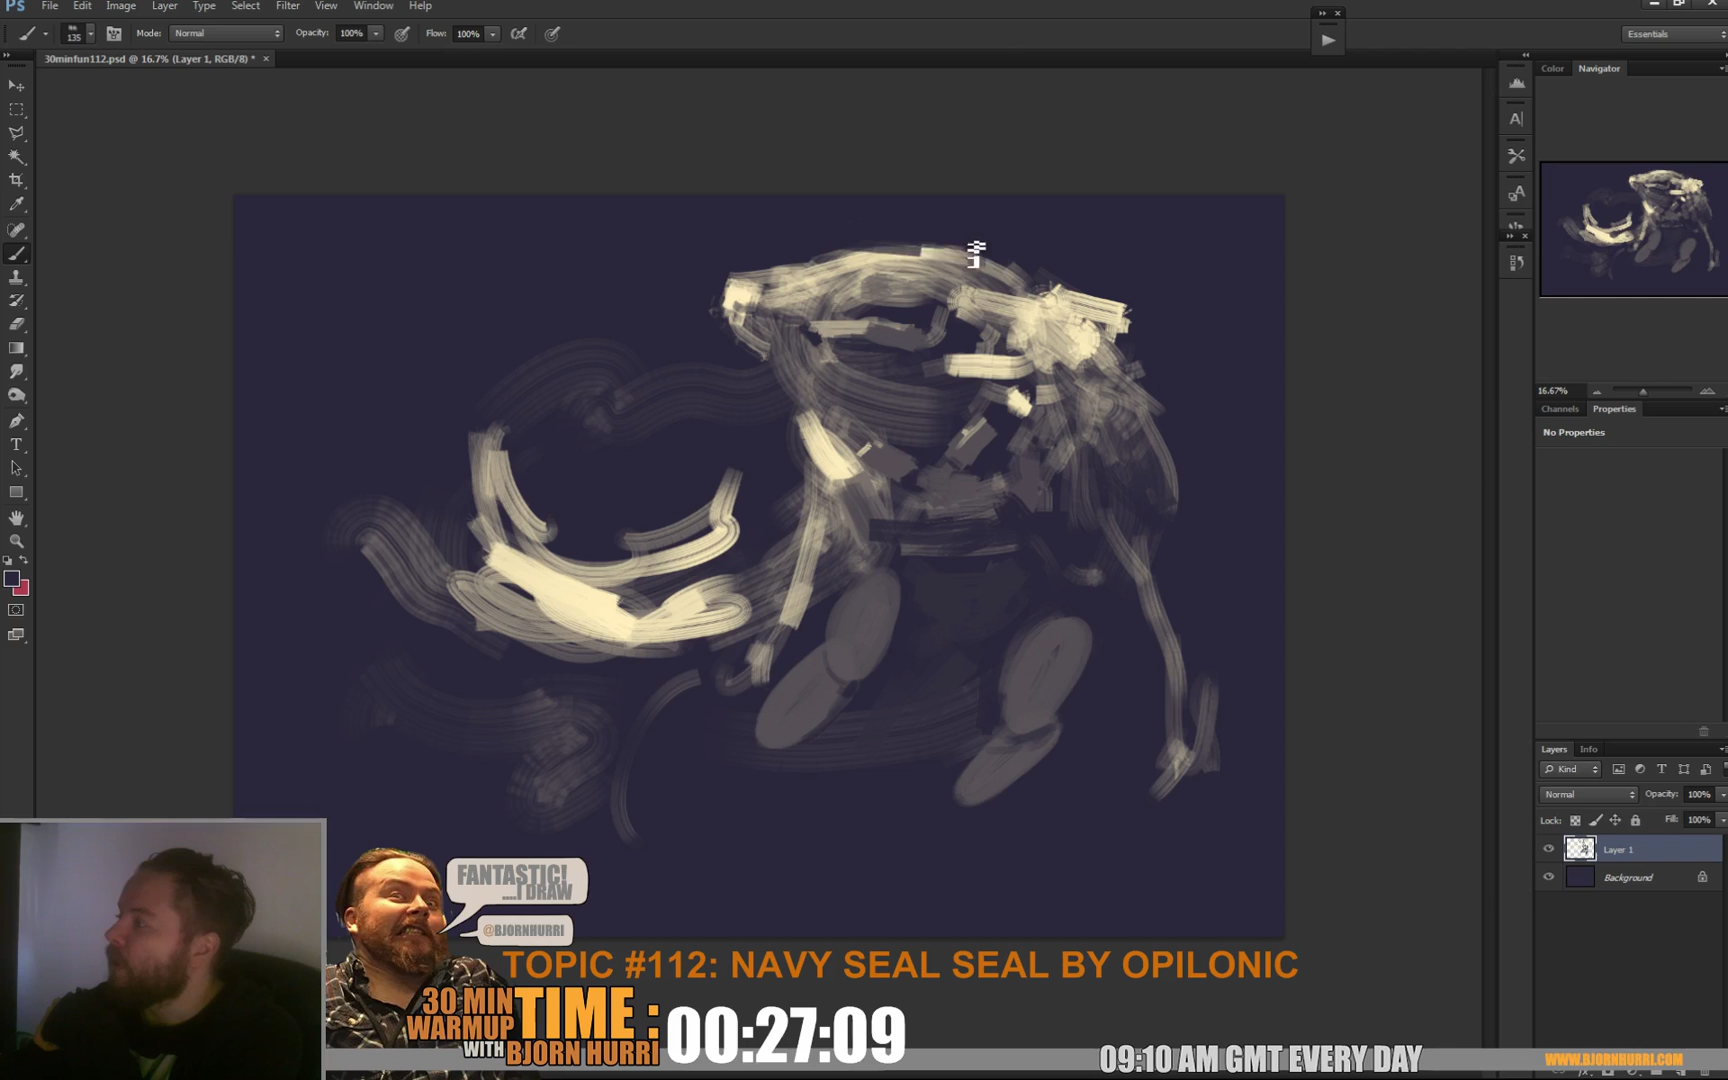 Ps File Edit Image Layer Type Select Filter View Window Help
135 Mode: Normal Opacity: 100% Flow: 100% Essentials
30minfun112.psd @ 16.7% (Layer 1, RGB/8) * ×
Color Navigator
16.67%
Channels Properties
No Properties
Layers Info
Kind
Normal Opacity: 100%
Lock: Fill: 100%
Layer 1
Background
FANTASTIC!
....I DRAW
@BJORNHURRI
TOPIC #112: NAVY SEAL SEAL BY OPILONIC
30 MIN
WARMUP
WITH BJORN HURRI
TIME : 00:27:09
09:10 AM GMT EVERY DAY
WWW.BJORNHURRI.COM